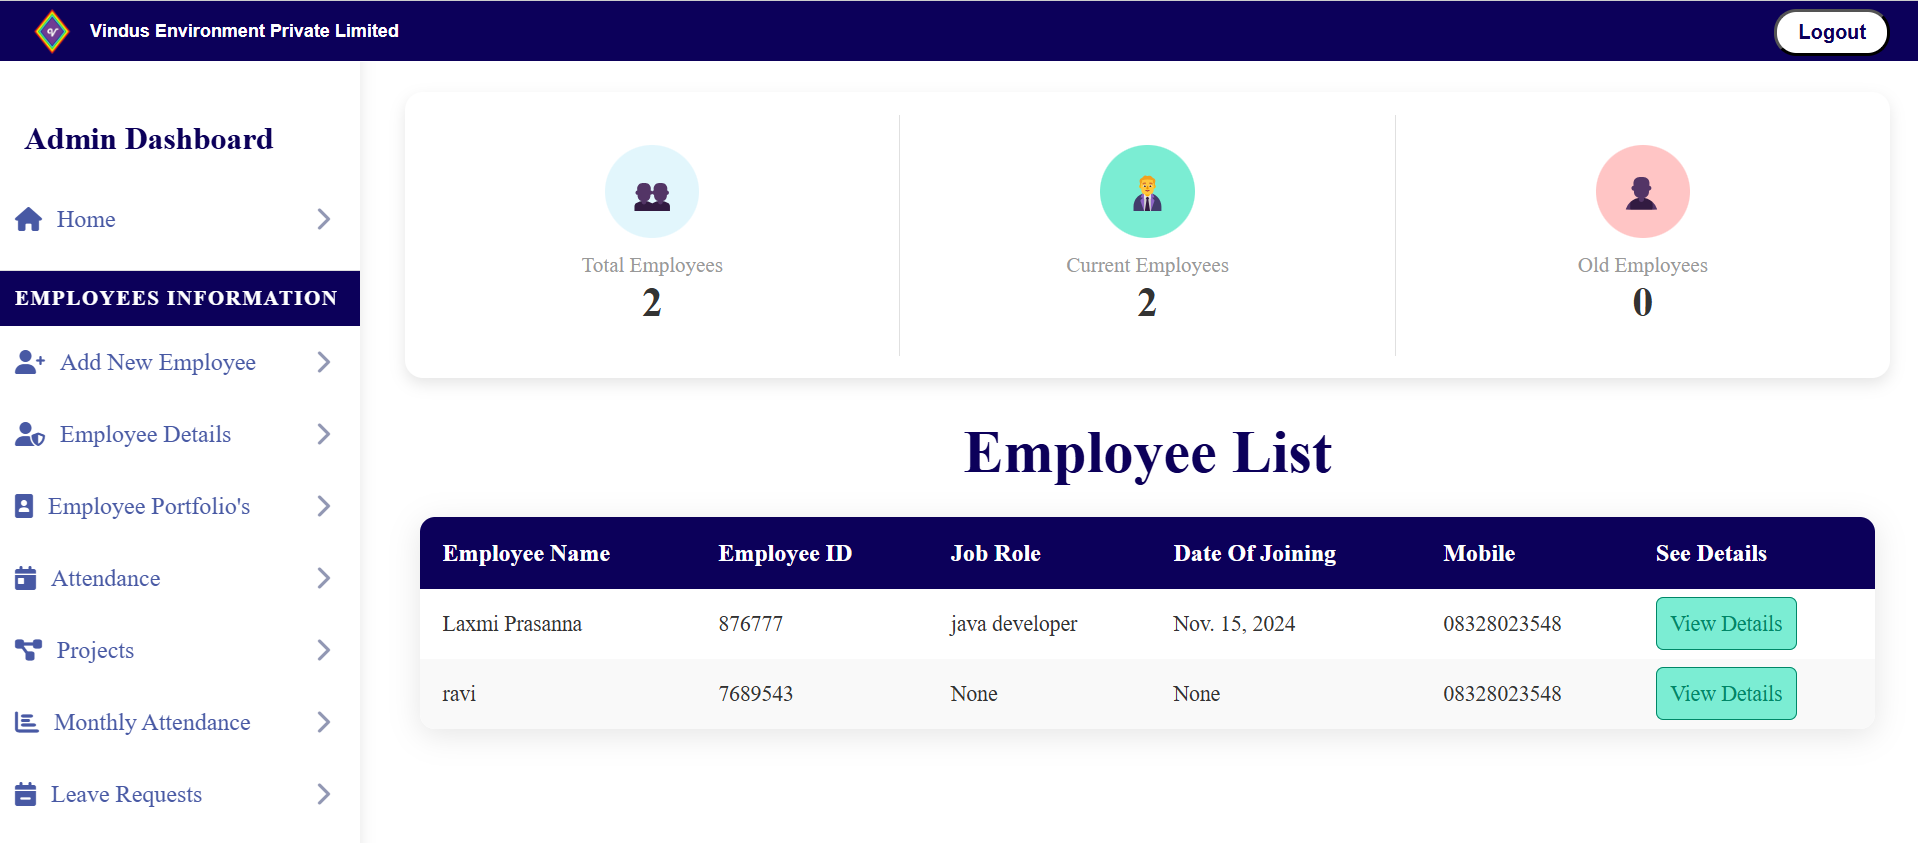 Vindus Environment Private Limited
Logout
Admin Dashboard
Home
EMPLOYEES INFORMATION
Add New Employee
Employee Details
Employee Portfolio's
Attendance
Projects
Monthly Attendance
Leave Requests
Total Employees
2
Current Employees
2
Old Employees
0
Employee List
Employee Name Employee ID Job Role Date Of Joining Mobile See Details
Laxmi Prasanna 876777 java developer Nov. 15, 2024 08328023548 View Details
ravi 7689543 None None 08328023548 View Details